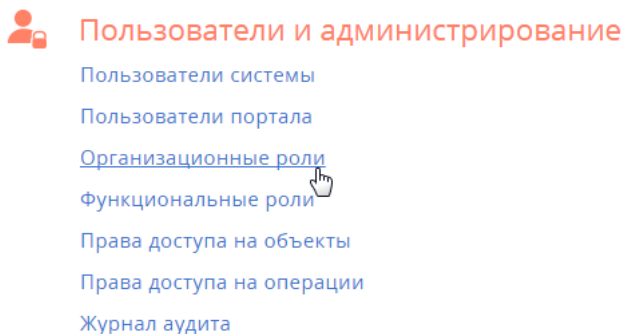 Пользователи и администрирование
Пользователи системы
Пользователи портала
Организационные роли
Функциональные роли
Права доступа на объекты
Права доступа на операции
Журнал аудита